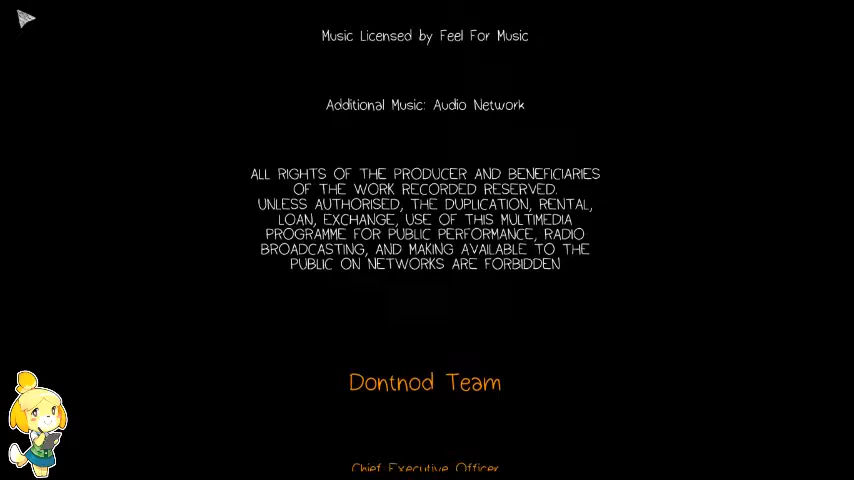 Music Licensed by Feel For Music
Additional Music: Audio Network
ALL RIGHTS OF THE PRODUCER AND BENEFICIARIES
OF THE WORK RECORDED RESERVED.
UNLESS AUTHORISED, THE DUPLICATION, RENTAL,
LOAN, EXCHANGE, USE OF THIS MULTIMEDIA
PROGRAMME FOR PUBLIC PERFORMANCE, RADIO
BROADCASTING, AND MAKING AVAILABLE TO THE
PUBLIC ON NETWORKS ARE FORBIDDEN
Dontnod Team
Chief Executive Officer